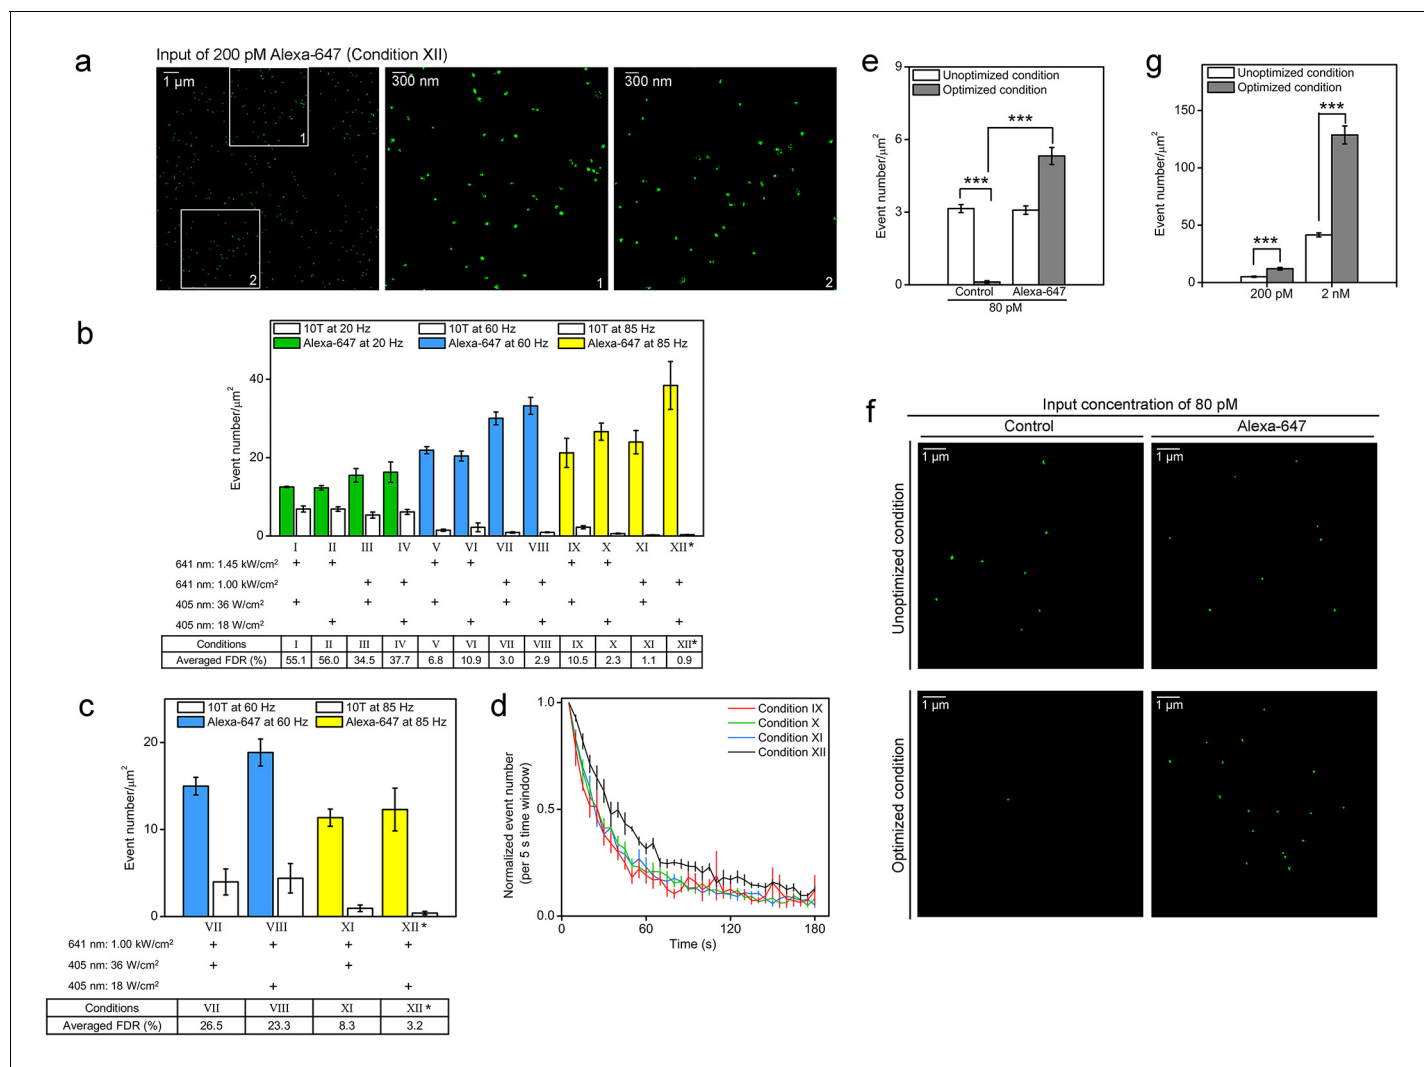 a
Input of 200 pM Alexa-647 (Condition XII)
1 μm
1
2
300 nm
1
300 nm
2
b
10T at 20 Hz
10T at 60 Hz
10T at 85 Hz
Alexa-647 at 20 Hz
Alexa-647 at 60 Hz
Alexa-647 at 85 Hz
Event number/μm²
40
20
0
I II III IV V VI VII VIII IX X XI XII*
641 nm: 1.45 kW/cm² + + + + + +
641 nm: 1.00 kW/cm² + + + + + +
405 nm: 36 W/cm² + + + + + +
405 nm: 18 W/cm² + + + + + +
Conditions I II III IV V VI VII VIII IX X XI XII*
Averaged FDR (%) 55.1 56.0 34.5 37.7 6.8 10.9 3.0 2.9 10.5 2.3 1.1 0.9
c
10T at 60 Hz
10T at 85 Hz
Alexa-647 at 60 Hz
Alexa-647 at 85 Hz
Event number/μm²
20
10
0
VII VIII XI XII*
641 nm: 1.00 kW/cm² + + + +
405 nm: 36 W/cm² + +
405 nm: 18 W/cm² + +
Conditions VII VIII XI XII*
Averaged FDR (%) 26.5 23.3 8.3 3.2
d
Normalized event number
(per 5 s time window)
1.0
0.5
0.0
Condition IX
Condition X
Condition XI
Condition XII
0 60 120 180
Time (s)
e
Unoptimized condition
Optimized condition
Event number/μm²
9
6
3
0
***
***
Control Alexa-647
80 pM
g
Unoptimized condition
Optimized condition
Event number/μm²
150
100
50
0
***
***
200 pM 2 nM
f
Input concentration of 80 pM
Control
Alexa-647
Unoptimized condition
1 μm
1 μm
Optimized condition
1 μm
1 μm